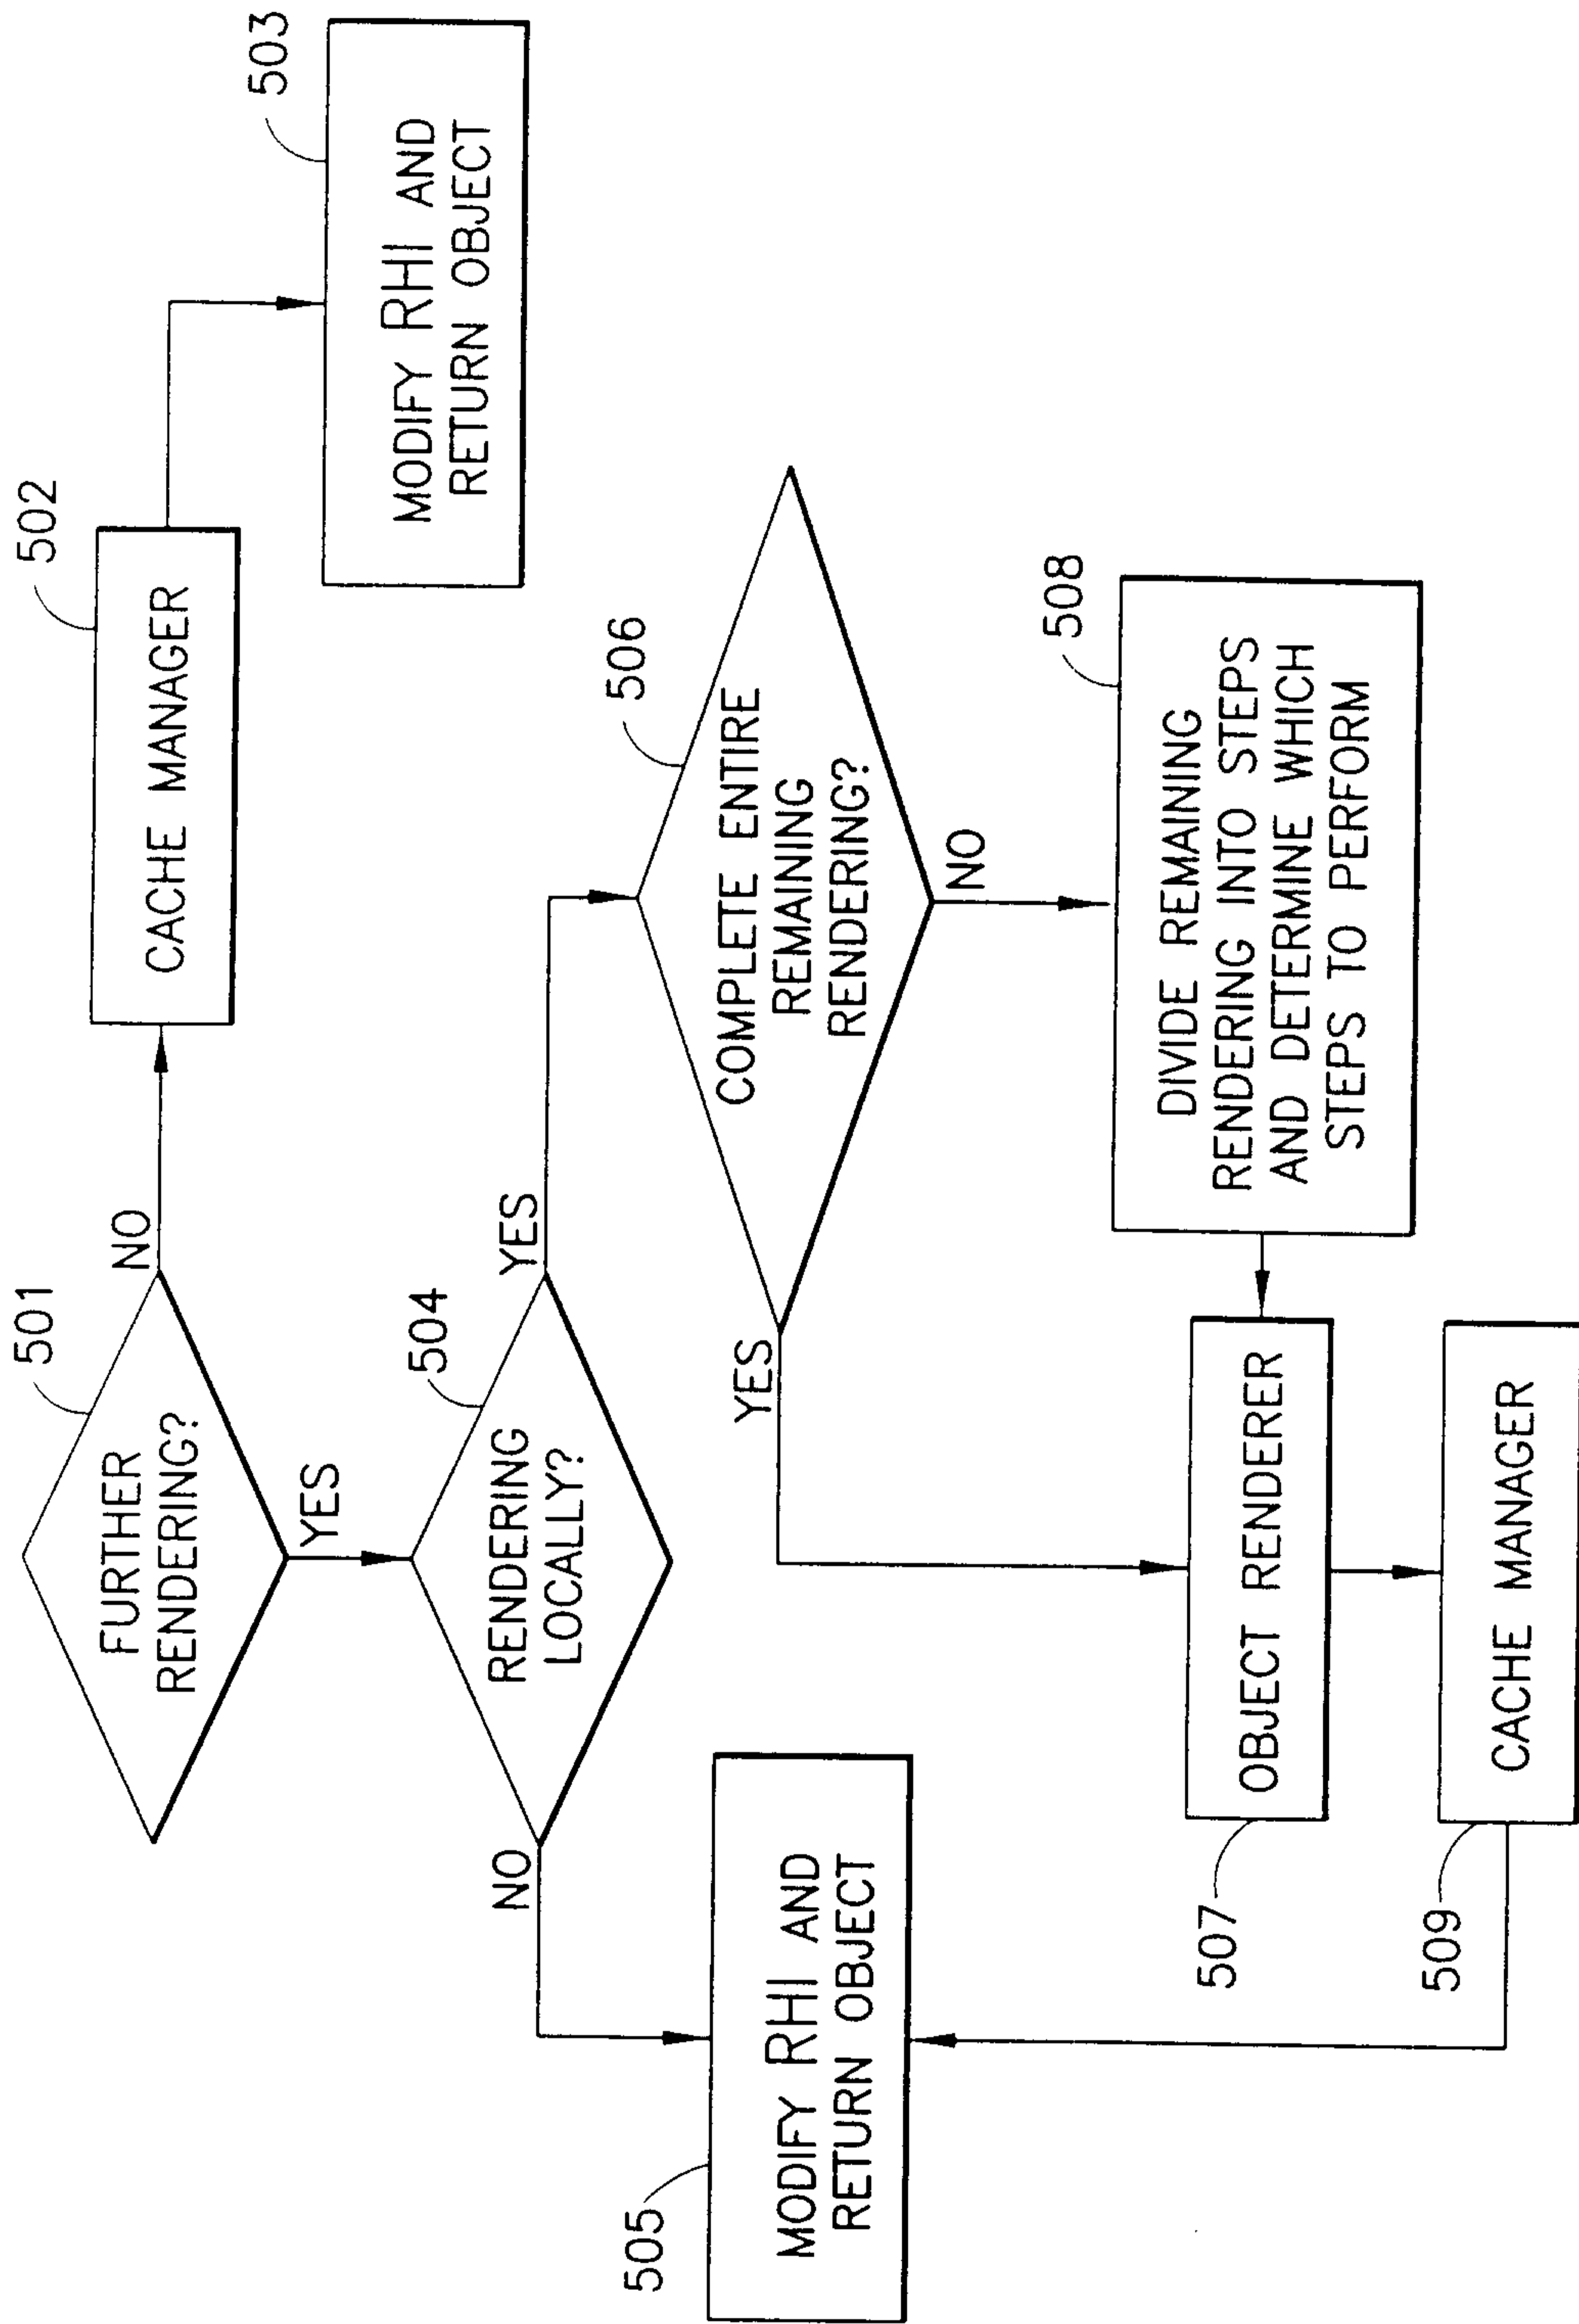 501
FURTHER
RENDERING?
NO
YES
502
CACHE MANAGER
503
MODIFY RHI AND
RETURN OBJECT
504
RENDERING
LOCALLY?
NO
YES
505
MODIFY RHI AND
RETURN OBJECT
506
COMPLETE ENTIRE
REMAINING
RENDERING?
YES
NO
507
OBJECT RENDERER
508
DIVIDE REMAINING
RENDERING INTO STEPS
AND DETERMINE WHICH
STEPS TO PERFORM
509
CACHE MANAGER